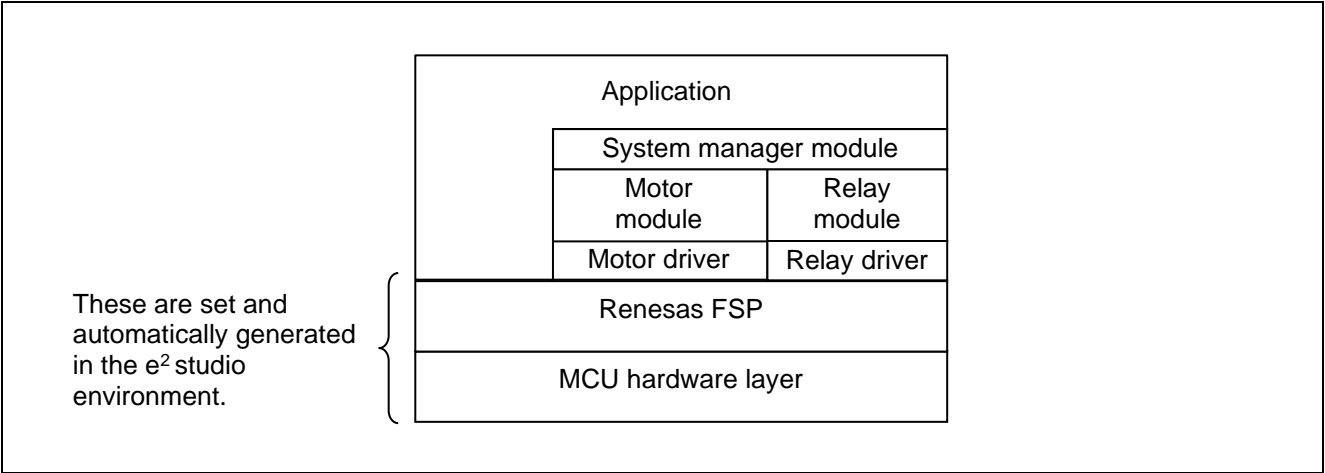 Application
System manager module
Motor
module
Relay
module
Motor driver
Relay driver
These are set and
automatically generated
in the e² studio
environment.
Renesas FSP
MCU hardware layer